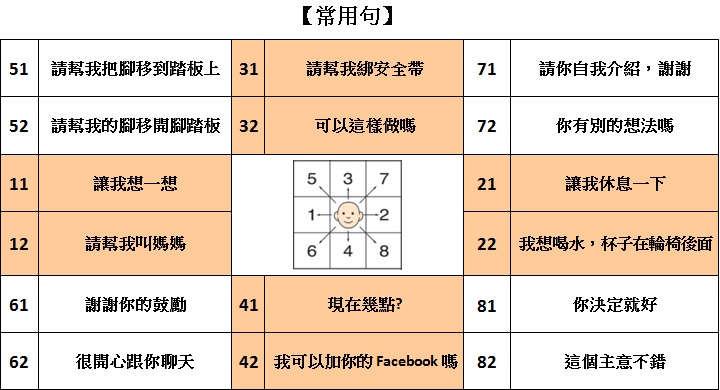 【常用句】
51 請幫我把腳移到踏板上 31 請幫我綁安全帶 71 請你自我介紹，謝謝
52 請幫我的腳移開腳踏板 32 可以這樣做嗎 72 你有別的想法嗎
11 讓我想一想 21 讓我休息一下
12 請幫我叫媽媽 22 我想喝水，杯子在輪椅後面
5 3 7
1 2
6 4 8
61 謝謝你的鼓勵 41 現在幾點? 81 你決定就好
62 很開心跟你聊天 42 我可以加你的 Facebook 嗎 82 這個主意不錯